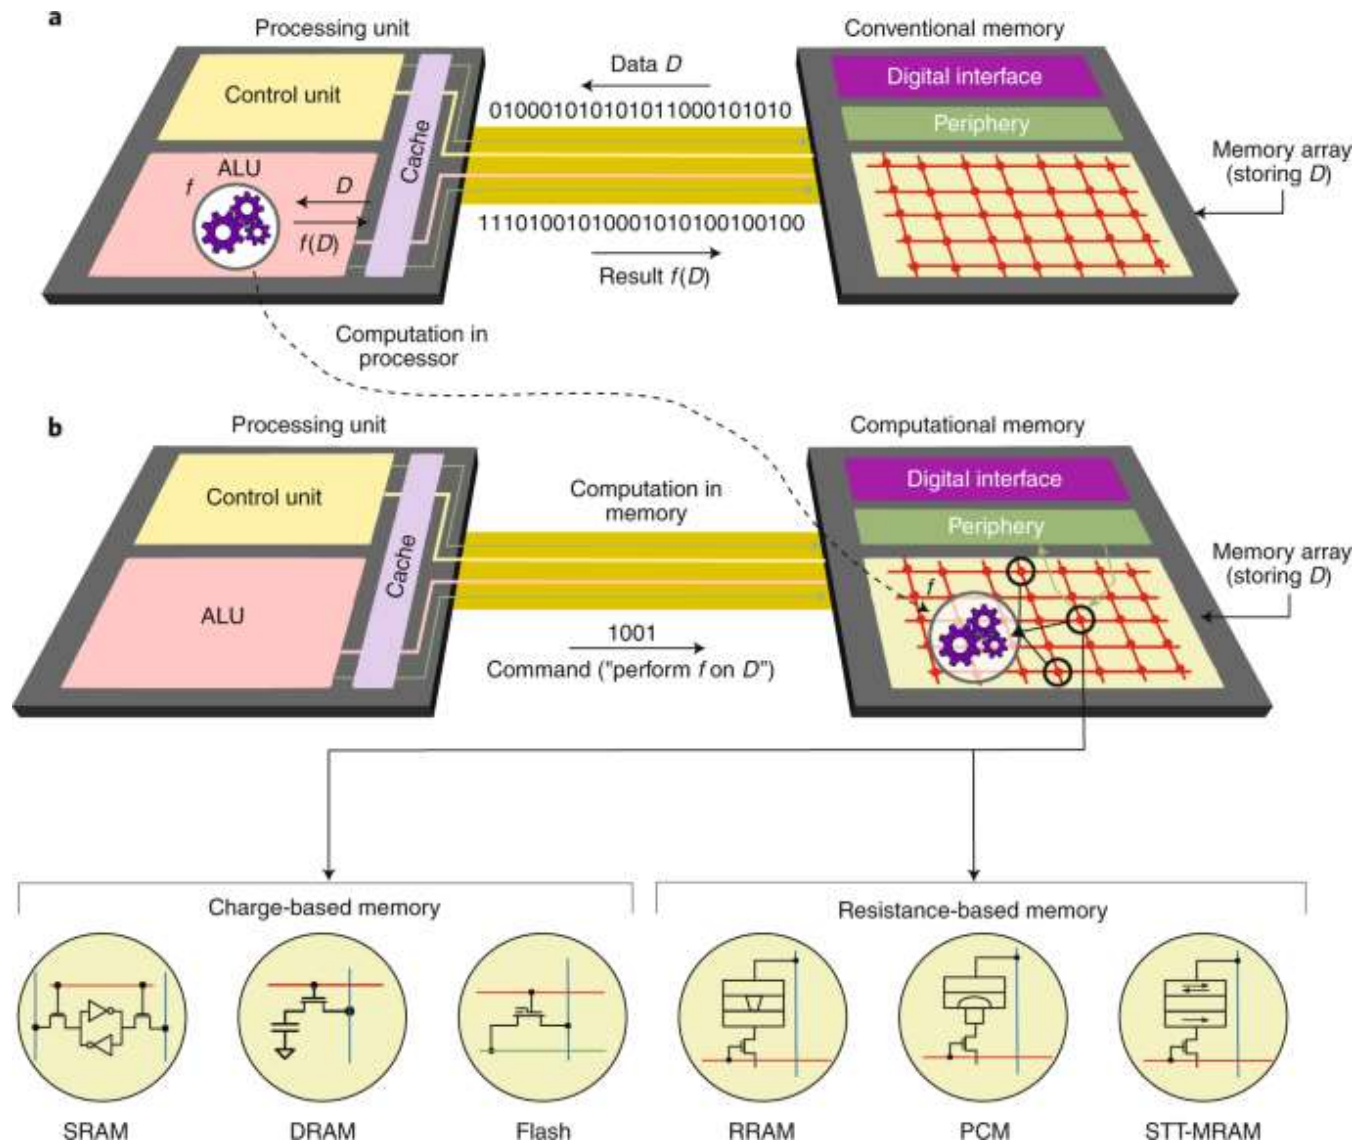 a
Processing unit
Conventional memory
Control unit
Cache
ALU
f
D
f(D)
Data D
010001010101011000101010
1110100101000101010100100100
Result f(D)
Digital interface
Periphery
Memory array
(storing D)
Computation in
processor
b
Processing unit
Computational memory
Control unit
Cache
ALU
Computation in
memory
1001
Command ("perform f on D")
Digital interface
Periphery
f
Memory array
(storing D)
Charge-based memory
Resistance-based memory
SRAM
DRAM
Flash
RRAM
PCM
STT-MRAM